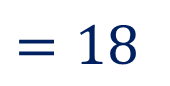 = 18